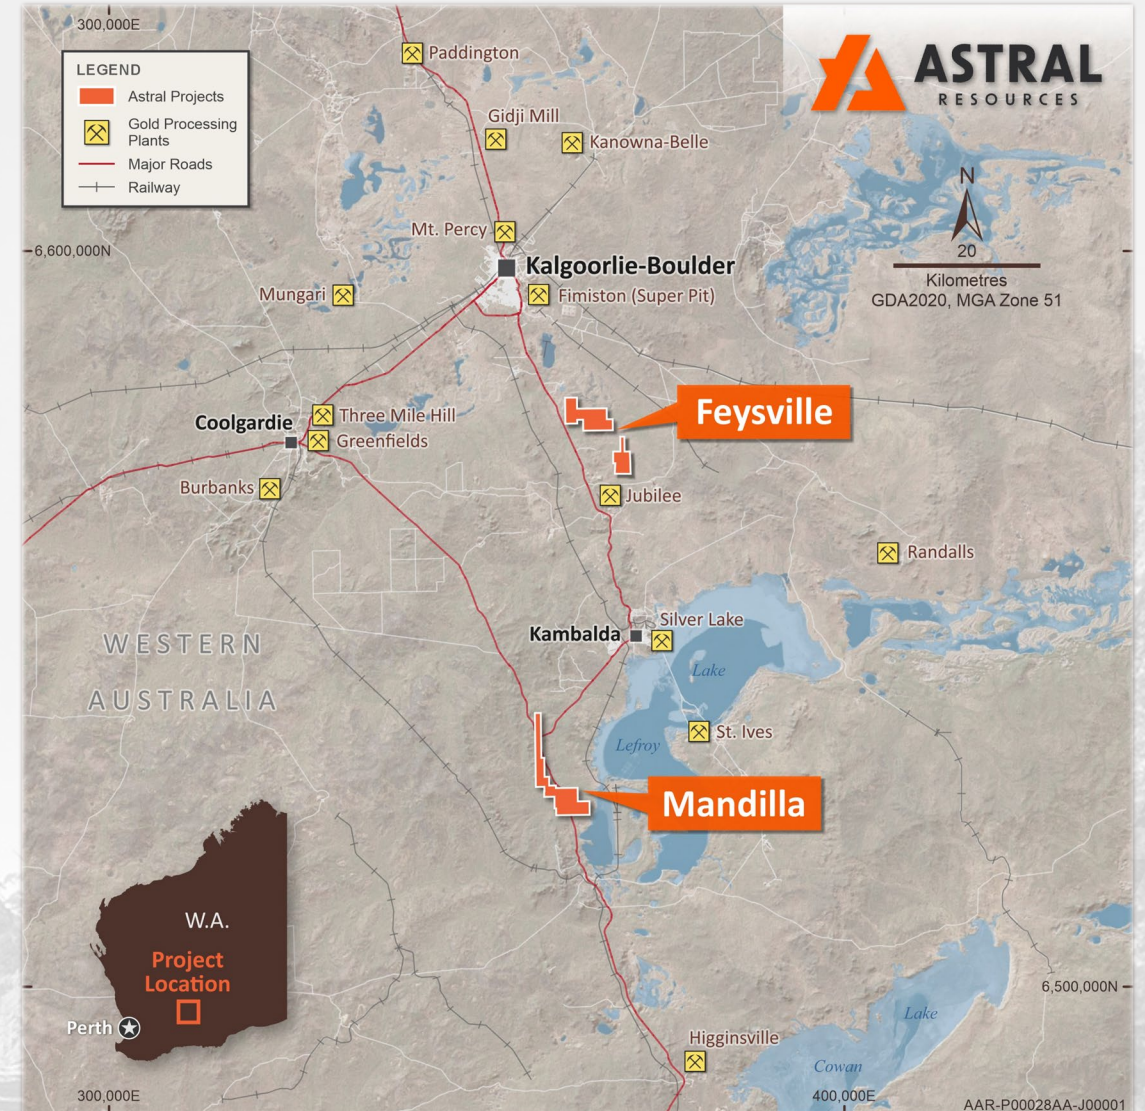 300,000E
ASTRAL
RESOURCES
LEGEND
Astral Projects
Gold Processing
Plants
Major Roads
Railway
Paddington
Gidji Mill
Kanowna-Belle
N
Mt. Percy
6,600,000N
20
Kilometres
GDA2020, MGA Zone 51
Kalgoorlie-Boulder
Mungari
Fimiston (Super Pit)
Feysville
Coolgardie
Three Mile Hill
Greenfields
Burbanks
Jubilee
Randalls
Silver Lake
Kambalda
WESTERN
AUSTRALIA
Lake
St. Ives
Lefroy
Mandilla
W.A.
Project
Location
Perth
6,500,000N
Lake
Higginsville
Cowan
300,000E
400,000E
AAR-P00028AA-J00001